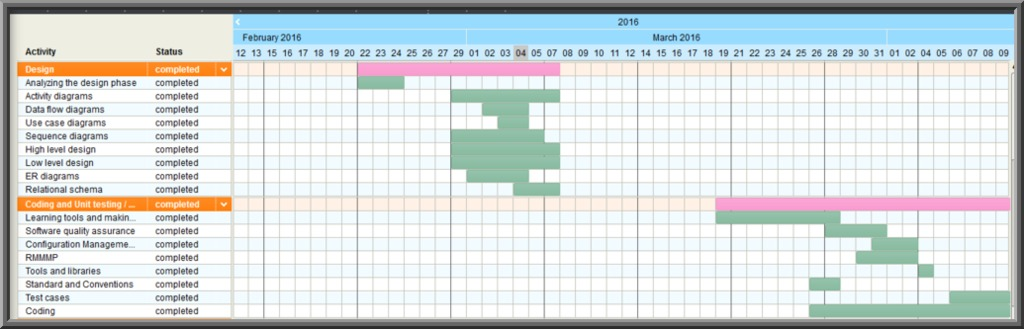 2016
February 2016 March 2016
Activity Status 12 13 15 16 17 18 19 20 22 23 24 25 26 27 29 01 02 03 04 05 07 08 09 10 11 12 14 15 16 17 18 19 21 22 23 24 25 26 28 29 30 31 01 02 04 05 06 07 08 09
Design completed
Analyzing the design phase completed
Activity diagrams completed
Data flow diagrams completed
Use case diagrams completed
Sequence diagrams completed
High level design completed
Low level design completed
ER diagrams completed
Relational schema completed
Coding and Unit testing / ... completed
Learning tools and makin... completed
Software quality assurance completed
Configuration Manageme... completed
RMMMP completed
Tools and libraries completed
Standard and Conventions completed
Test cases completed
Coding completed